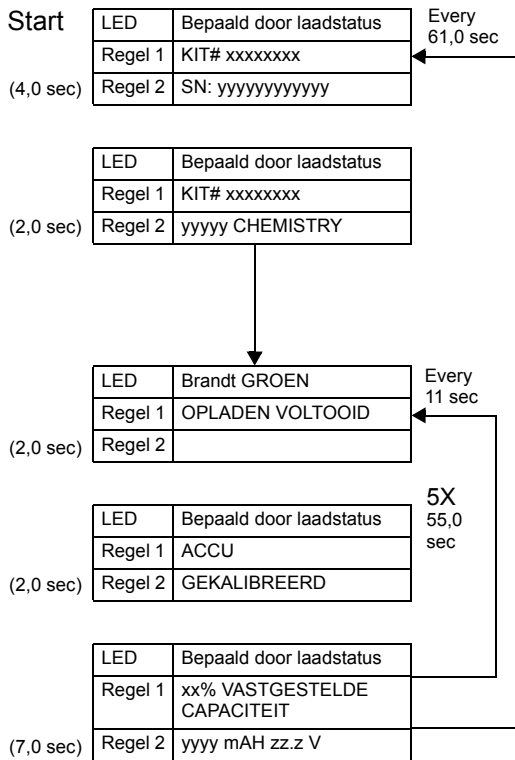 Start
LED Bepaald door laadstatus
Every
61,0 sec
Regel 1 KIT# xxxxxxxx
(4,0 sec) Regel 2 SN: yyyyyyyyyyyy
LED Bepaald door laadstatus
Regel 1 KIT# xxxxxxxx
(2,0 sec) Regel 2 yyyyy CHEMISTRY
LED Brandt GROEN
Every
11 sec
Regel 1 OPLADEN VOLTOOID
(2,0 sec) Regel 2
5X
55,0
sec
LED Bepaald door laadstatus
Regel 1 ACCU
(2,0 sec) Regel 2 GEKALIBREERD
LED Bepaald door laadstatus
Regel 1 xx% VASTGESTELDE
CAPACITEIT
(7,0 sec) Regel 2 yyyy mAH zz.z V